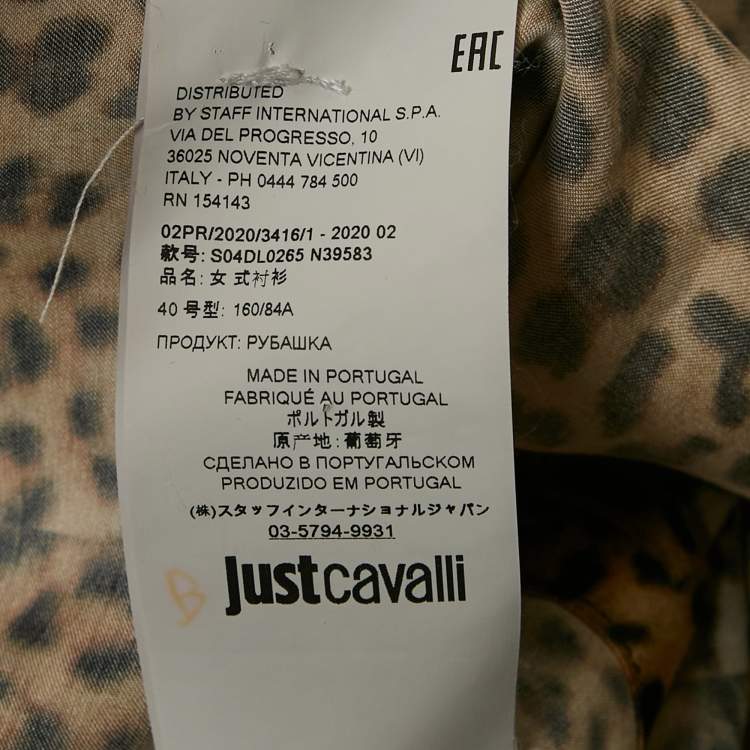 EAC
DISTRIBUTED
BY STAFF INTERNATIONAL S.P.A.
VIA DEL PROGRESSO, 10
36025 NOVENTA VICENTINA (VI)
ITALY - PH 0444 784 500
RN 154143
02PR/2020/3416/1 - 2020 02
款号: S04DL0265 N39583
品名: 女 式衬衫
40 号型: 160/84A
ПРОДУКТ: РУБАШКА
MADE IN PORTUGAL
FABRIQUÉ AU PORTUGAL
ポルトガル製
原产地: 葡萄牙
СДЕЛАНО В ПОРТУГАЛЬСКОМ
PRODUZIDO EM PORTUGAL
(株)スタッフインターナショナルジャパン
03-5794-9931
B
justcavalli